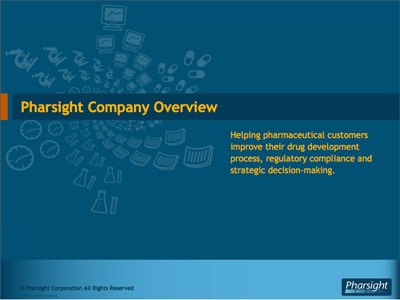 Pharsight Company Overview
Helping pharmaceutical customers
improve their drug development
process, regulatory compliance and
strategic decision-making.
© Pharsight Corporation All Rights Reserved
Pharsight